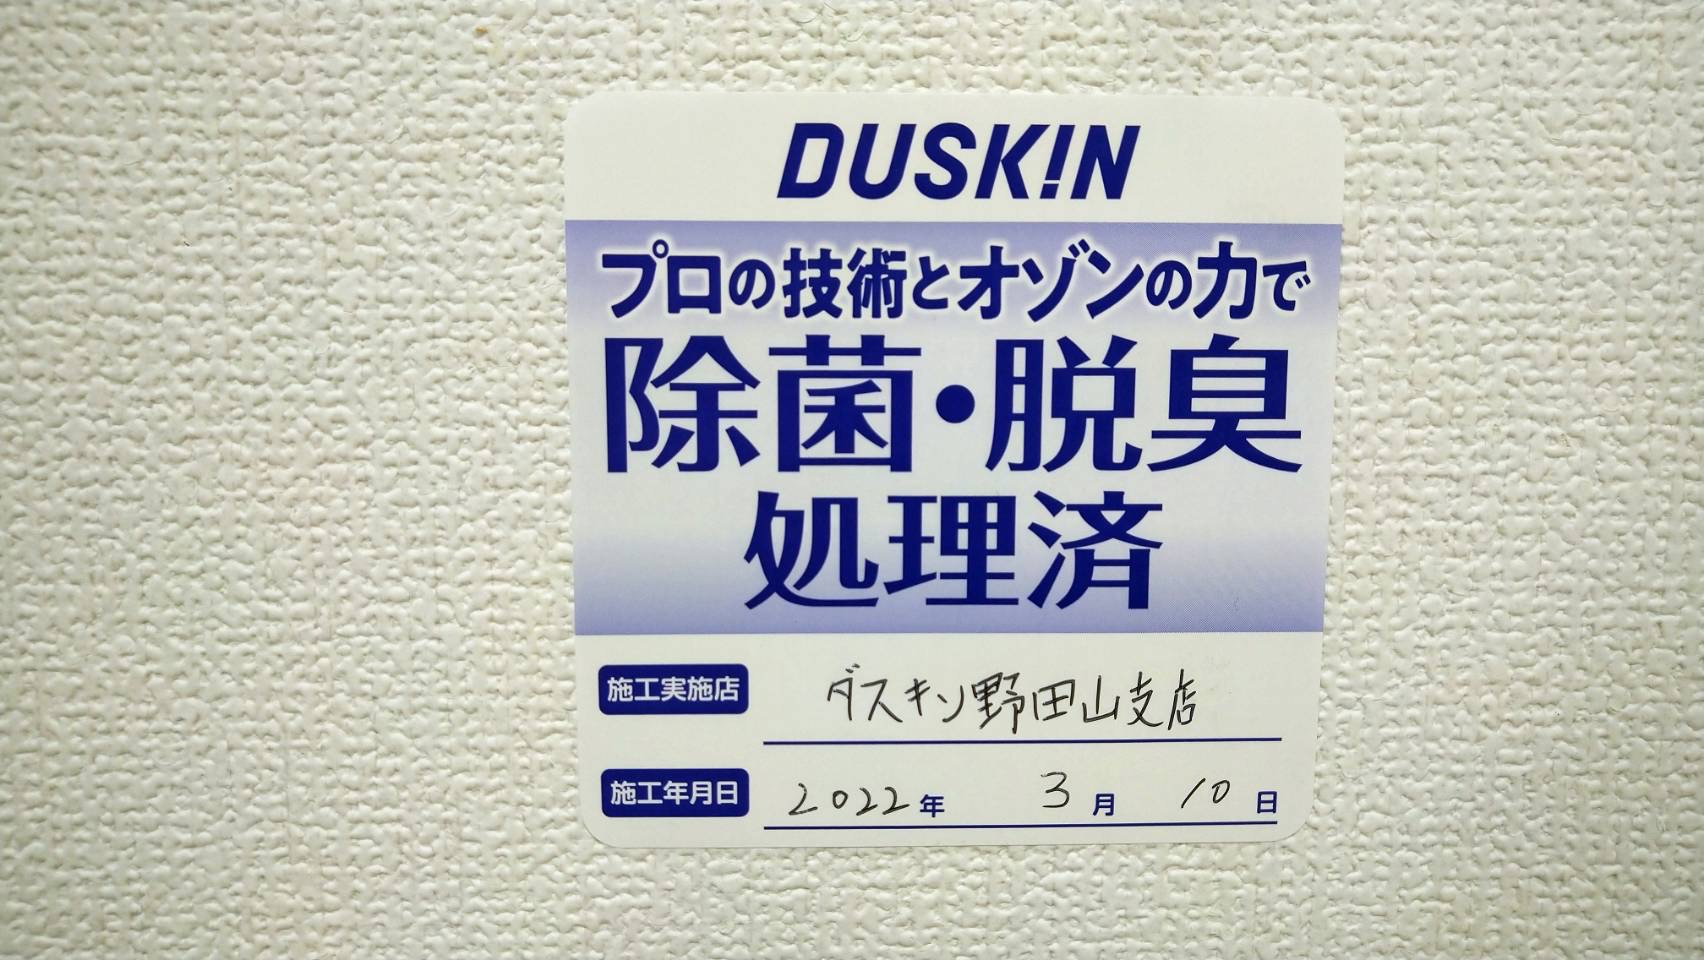 DUSKIN
プロの技術とオゾンの力で
除菌・脱臭
処理済
施工実施店 ダスキン野田山支店
施工年月日 2022年 3月 10日